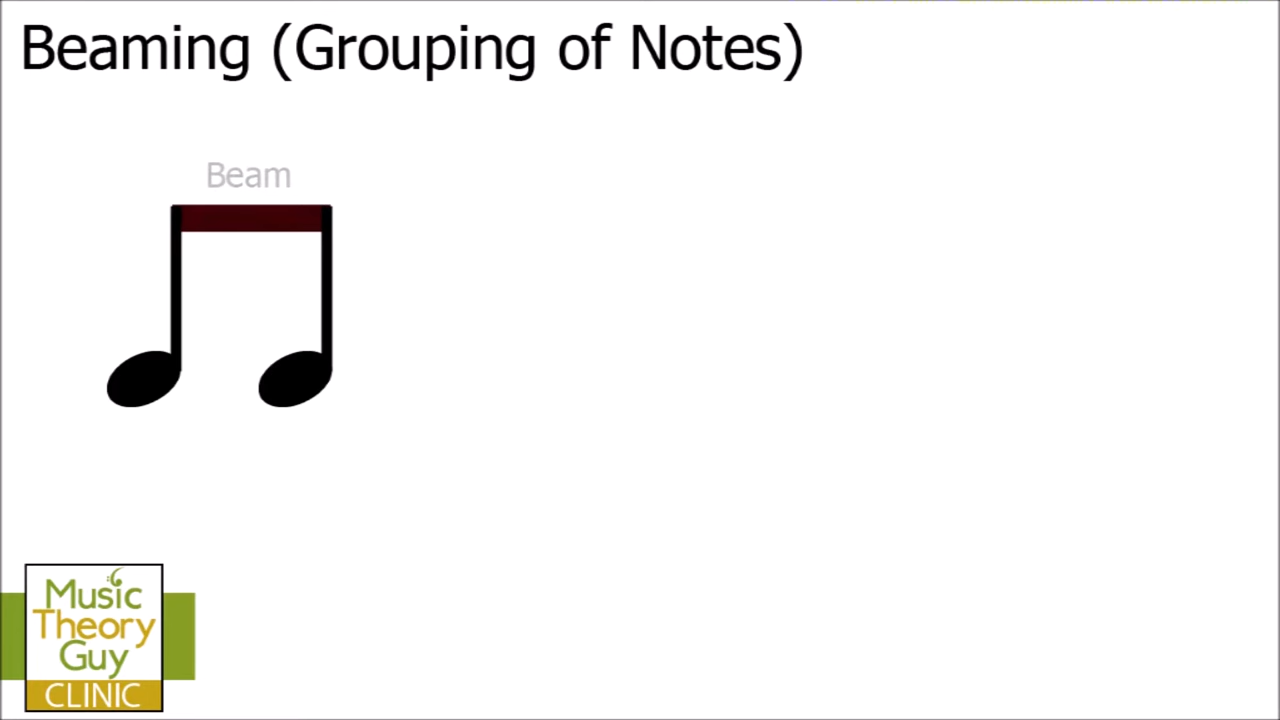 Beaming (Grouping of Notes)
Beam
Music
Theory
Guy
CLINIC